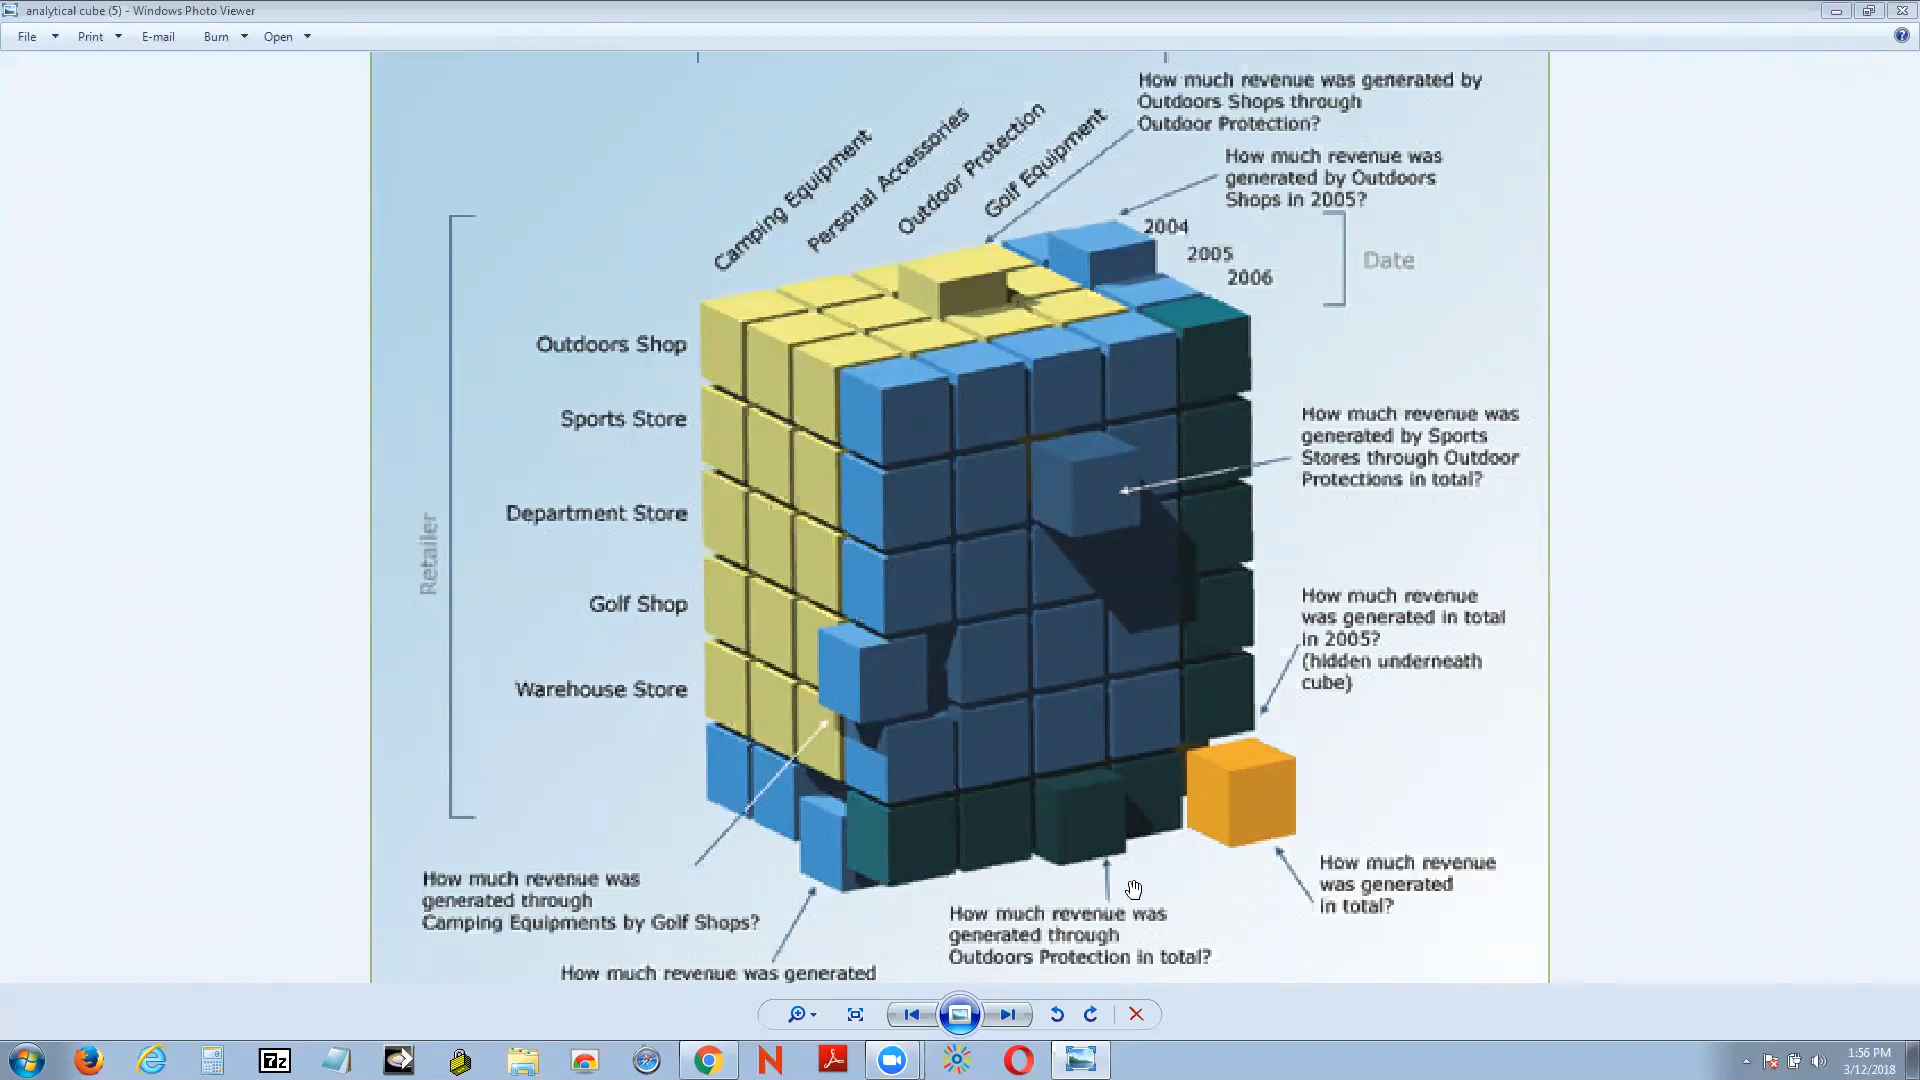 analytical cube (5) - Windows Photo Viewer
File
Print
E-mail
Burn
Open
How much revenue was generated by
Outdoors Shops through
Outdoor Protection?
How much revenue was
generated by Outdoors
Shops in 2005?
Camping Equipment
Personal Accessories
Outdoor Protection
Golf Equipment
2004
2005
2006
Date
Retailer
Outdoors Shop
Sports Store
Department Store
Golf Shop
Warehouse Store
How much revenue was
generated by Sports
Stores through Outdoor
Protections in total?
How much revenue
was generated in total
in 2005?
(hidden underneath
cube)
How much revenue
was generated
in total?
How much revenue was
generated through
Camping Equipments by Golf Shops?
How much revenue was
generated through
Outdoors Protection in total?
How much revenue was generated
7z
N
1:56 PM
3/12/2018